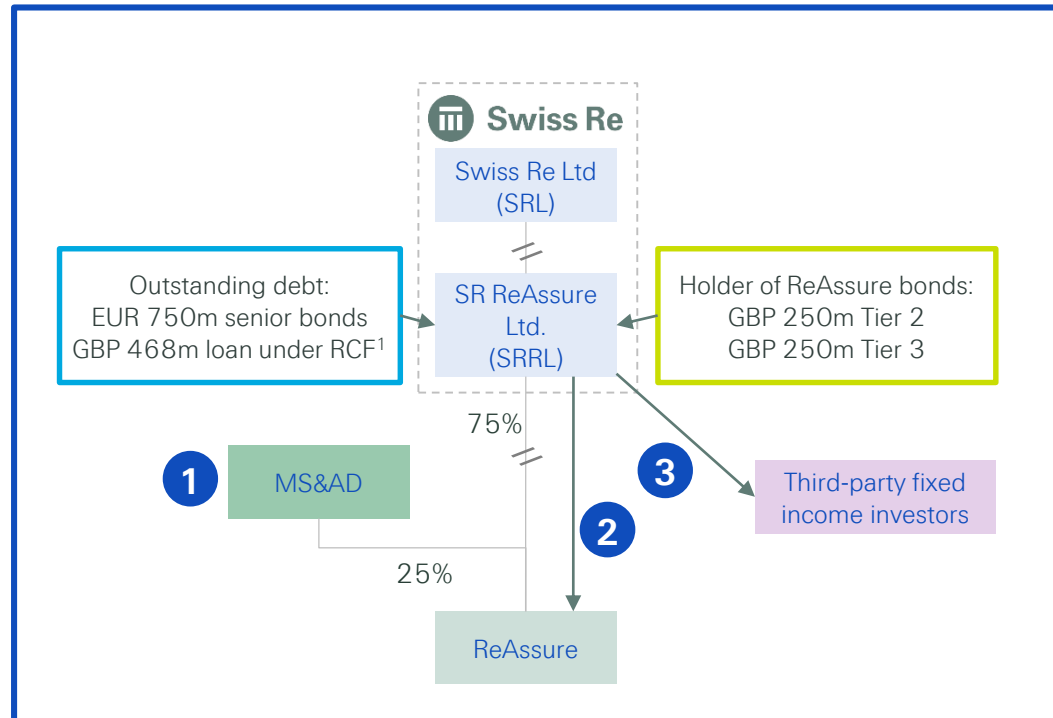 Swiss Re
Swiss Re Ltd
(SRL)
Outstanding debt:
EUR 750m senior bonds
GBP 468m loan under RCF1
SR ReAssure
Ltd.
(SRRL)
Holder of ReAssure bonds:
GBP 250m Tier 2
GBP 250m Tier 3
75%
1
MS&AD
3
Third-party fixed
income investors
2
25%
ReAssure